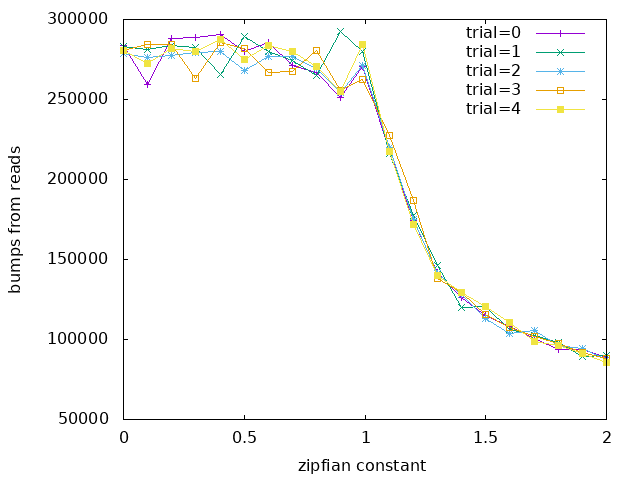 300000
250000
200000
150000
100000
50000
bumps from reads
0
0.5
1
1.5
2
zipfian constant
trial=0
trial=1
trial=2
trial=3
trial=4